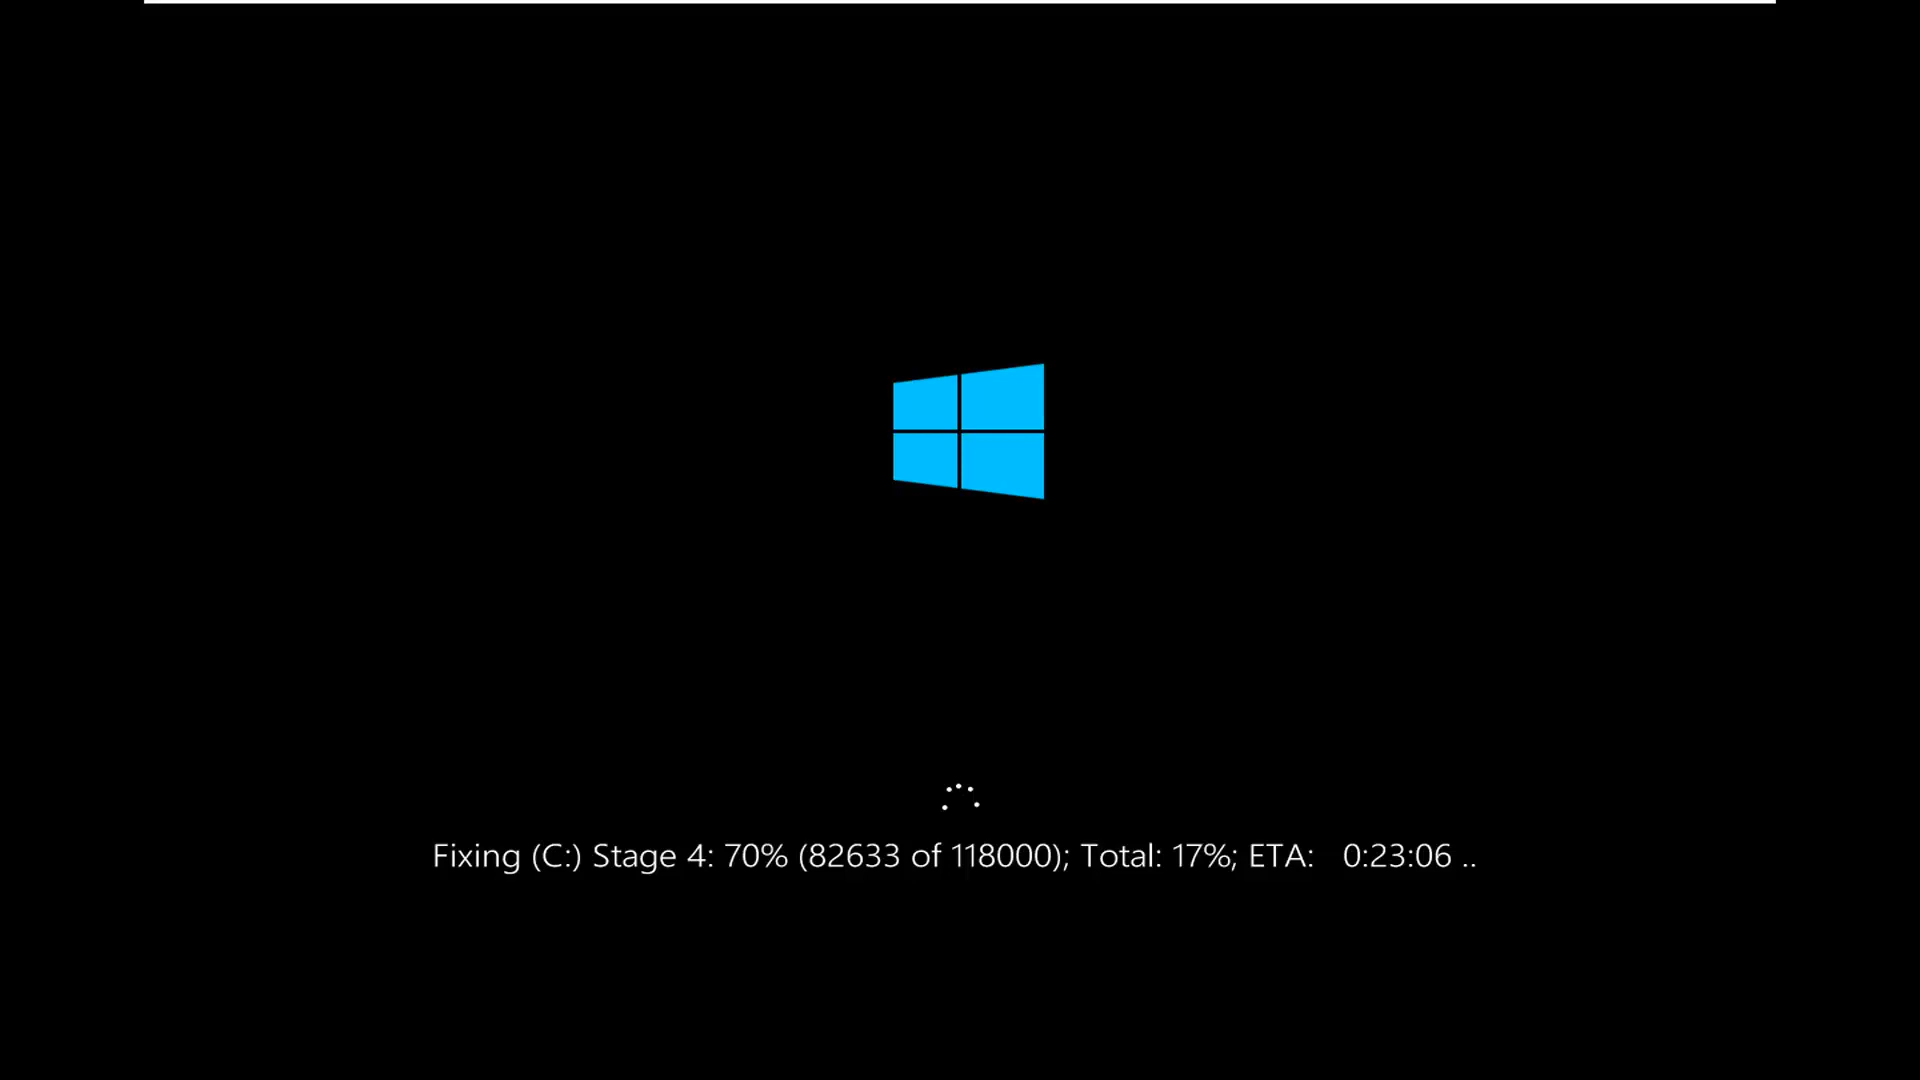 Fixing (C:) Stage 4: 70% (82633 of 118000); Total: 17%; ETA:   0:23:06 ..